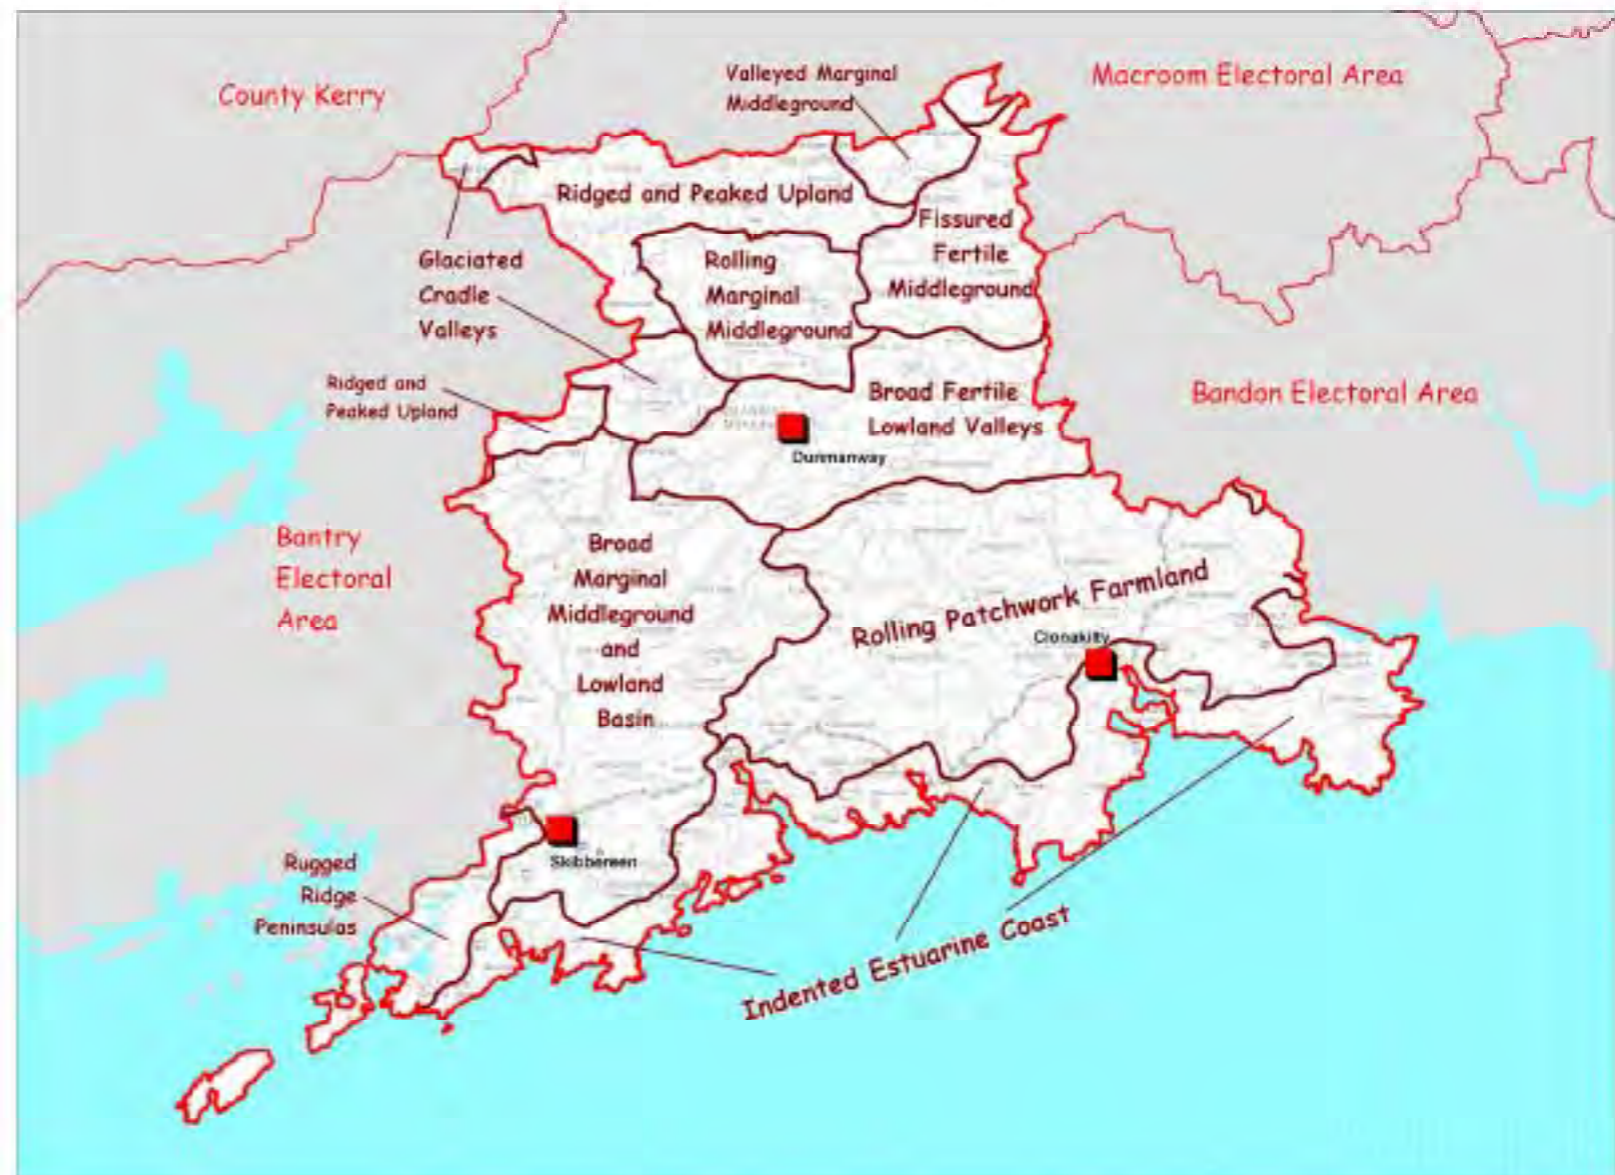 County Kerry
Valleyed Marginal
Middleground
Macroom Electoral Area
Ridged and Peaked Upland
Fissured
Fertile
Middleground
Glaciated
Cradle
Valleys
Rolling
Marginal
Middleground
Ridged and
Peaked Upland
Broad Fertile
Lowland Valleys
Bandon Electoral Area
Dunmanway
Bantry
Electoral
Area
Broad
Marginal
Middleground
and
Lowland
Basin
Rolling Patchwork Farmland
Clonakilty
Skibbereen
Rugged
Ridge
Peninsulas
Indented Estuarine Coast